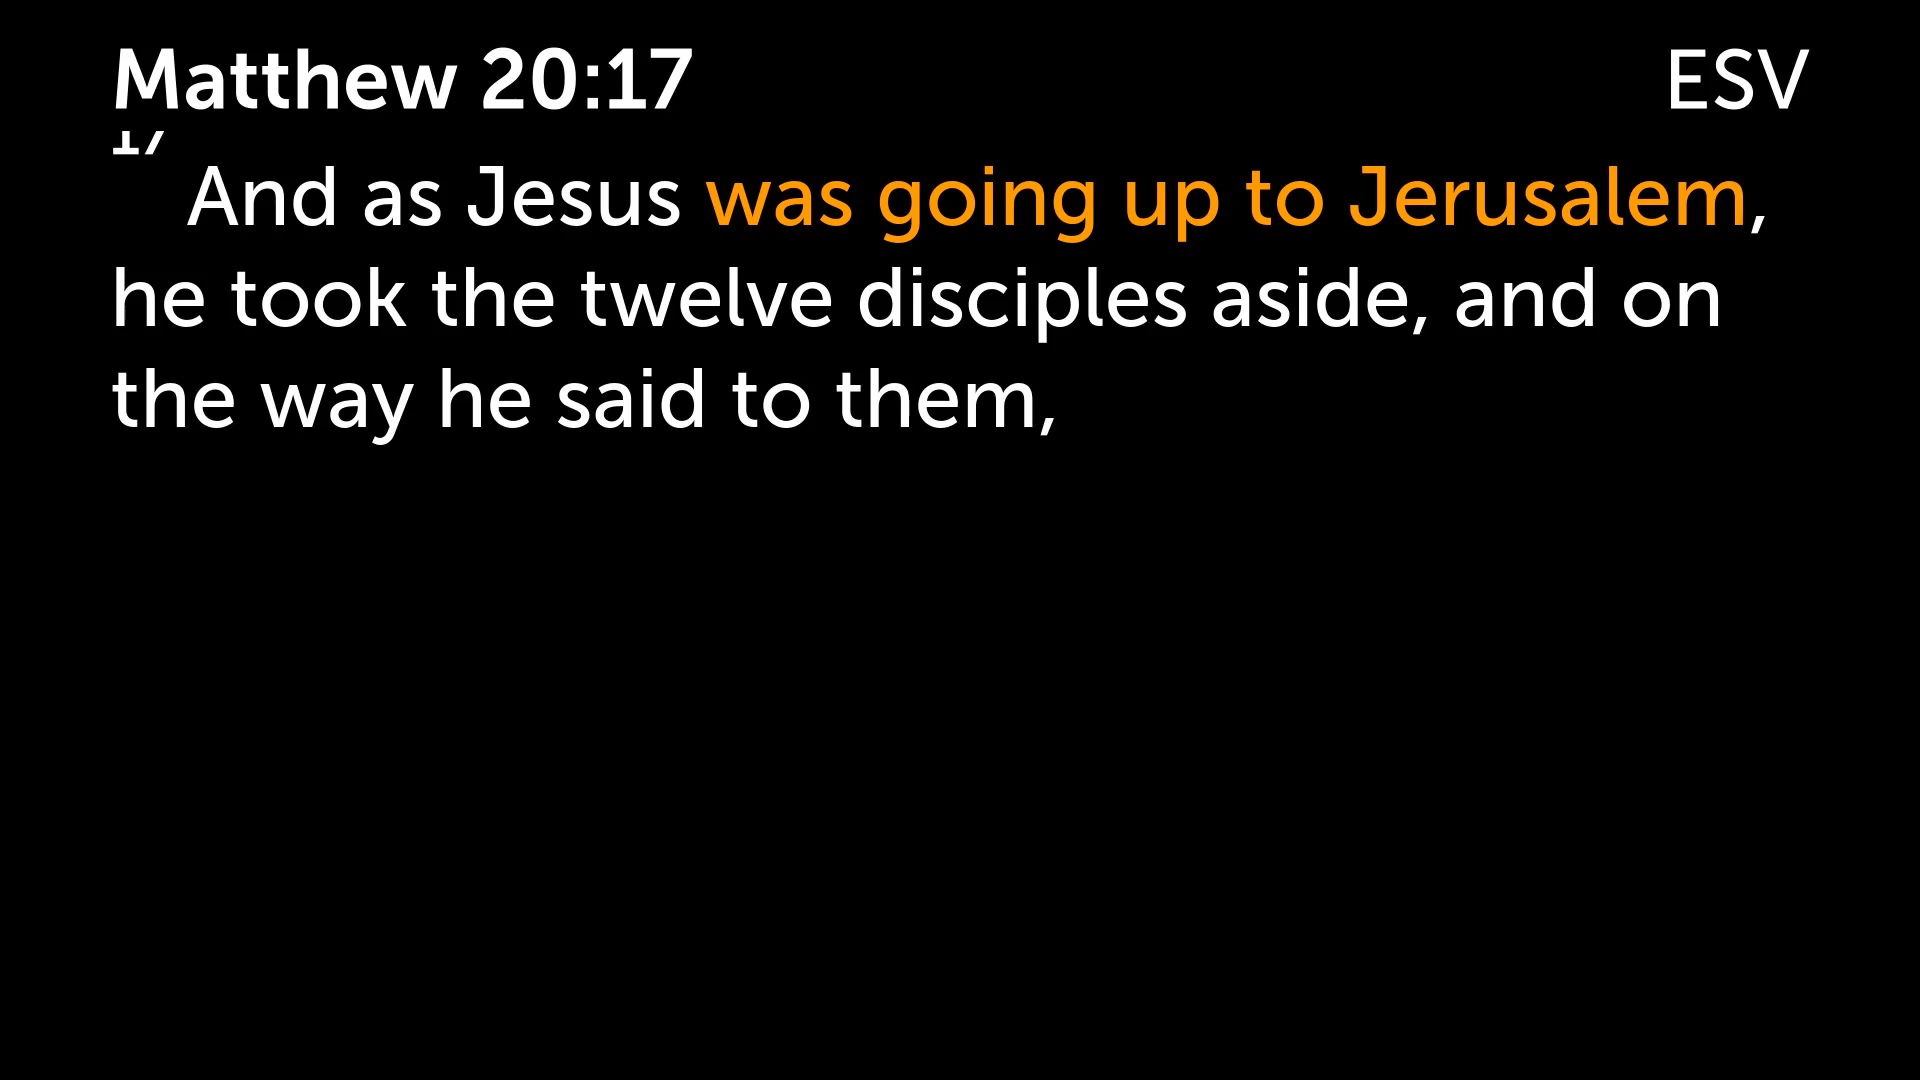 Matthew 20:17 ESV
17 And as Jesus was going up to Jerusalem,
he took the twelve disciples aside, and on
the way he said to them,